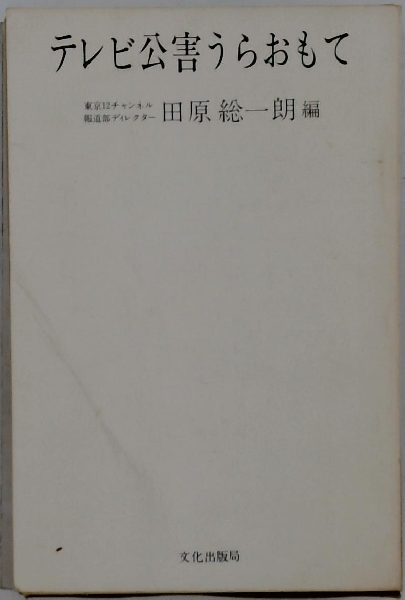 テレビ公害うらおもて
東京12チャンネル
報道部ディレクター
田原総一朗編
文化出版局